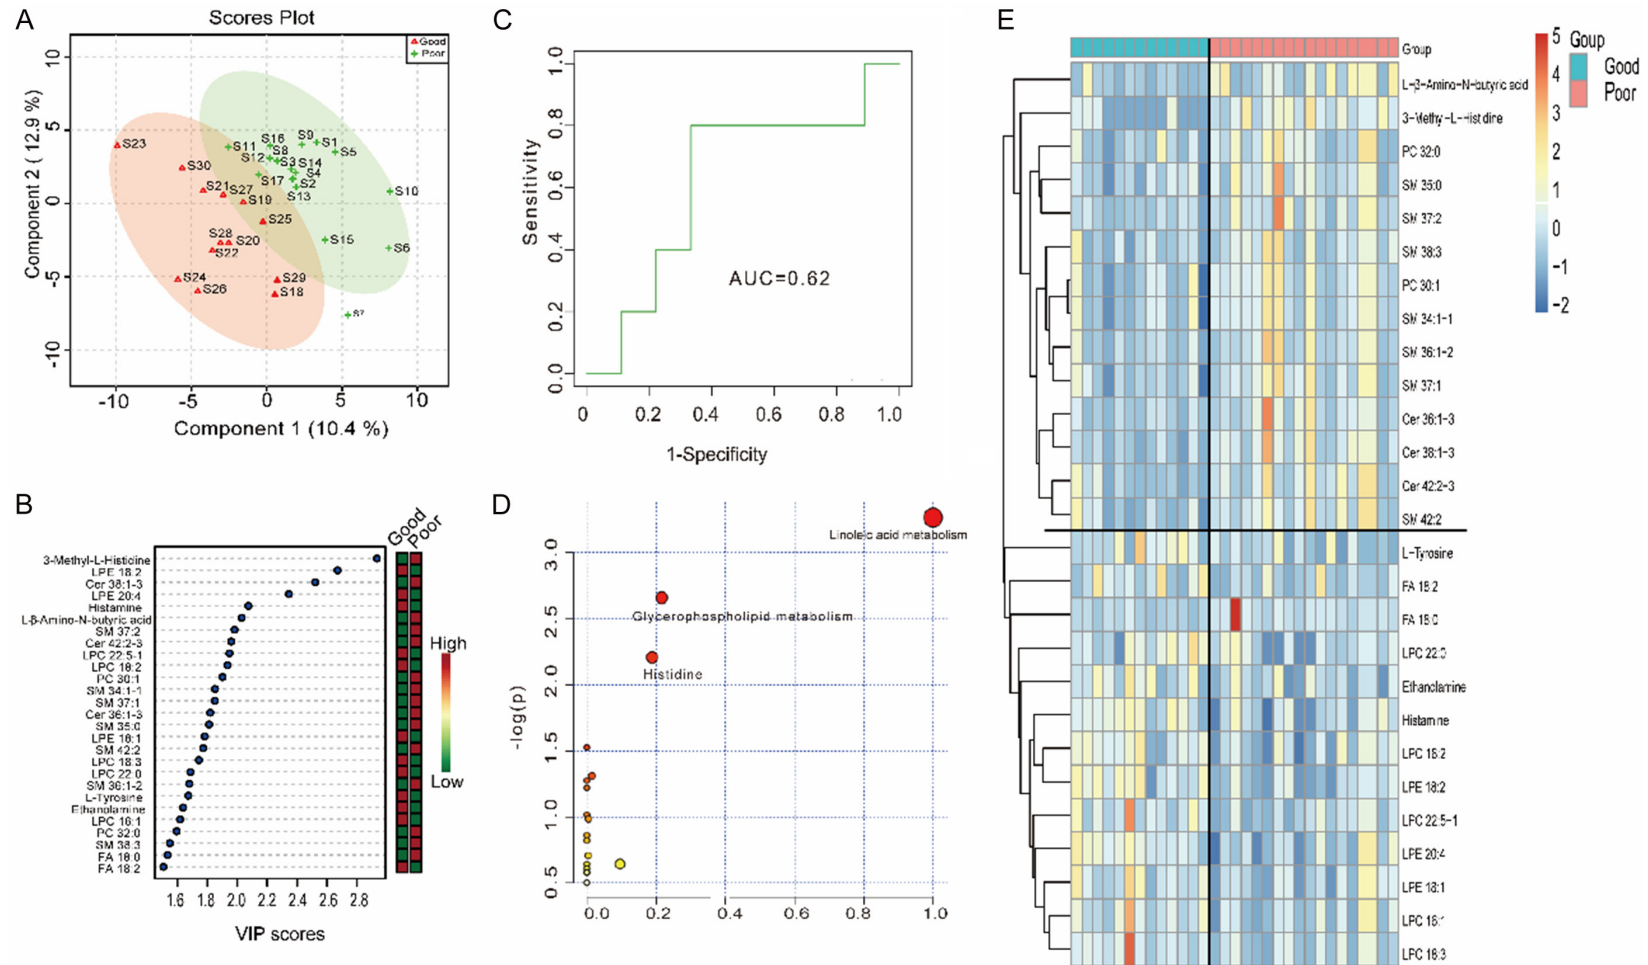 A
Scores Plot
Good
Poor
Component 2 ( 12.9 %)
10
5
0
-5
-10
S23
S30
S21
S27
S19
S25
S28
S20
S22
S24
S26
S29
S18
S11
S16
S9
S1
S8
S5
S12
S3
S14
S4
S17
S2
S13
S10
S15
S6
S7
-10
-5
0
5
10
Component 1 (10.4 %)
B
Good
Poor
3-Methyl-L-Histidine
LPE 18:2
Cer 38:1-3
LPE 20:4
Histamine
L-β-Amino-N-butyric acid
SM 37:2
Cer 42:2-3
LPC 22:5-1
LPC 18:2
PC 30:1
SM 34:1-1
SM 37:1
Cer 36:1-3
SM 35:0
LPE 18:1
SM 42:2
LPC 18:3
LPC 22:0
SM 36:1-2
L-Tyrosine
Ethanolamine
LPC 16:1
PC 32:0
SM 38:3
FA 18:0
FA 18:2
High
Low
1.6
1.8
2.0
2.2
2.4
2.6
2.8
VIP scores
C
Sensitivity
1.0
0.8
0.6
0.4
0.2
0.0
AUC=0.62
0
0.2
0.4
0.6
0.8
1.0
1-Specificity
D
-log(p)
3.0
2.5
2.0
1.5
1.0
0.5
Linoleic acid metabolism
Glycerophospholipid metabolism
Histidine
0.0
0.2
0.4
0.6
0.8
1.0
E
Group
L-β-Amino-N-butyric acid
3-Methyl-L-Histidine
PC 32:0
SM 35:0
SM 37:2
SM 38:3
PC 30:1
SM 34:1-1
SM 36:1-2
SM 37:1
Cer 36:1-3
Cer 38:1-3
Cer 42:2-3
SM 42:2
L-Tyrosine
FA 18:2
FA 18:0
LPC 22:0
Ethanolamine
Histamine
LPC 18:2
LPE 18:2
LPC 22:5-1
LPE 20:4
LPE 18:1
LPC 16:1
LPC 18:3
5
4
3
2
1
0
-1
-2
Goup
Good
Poor